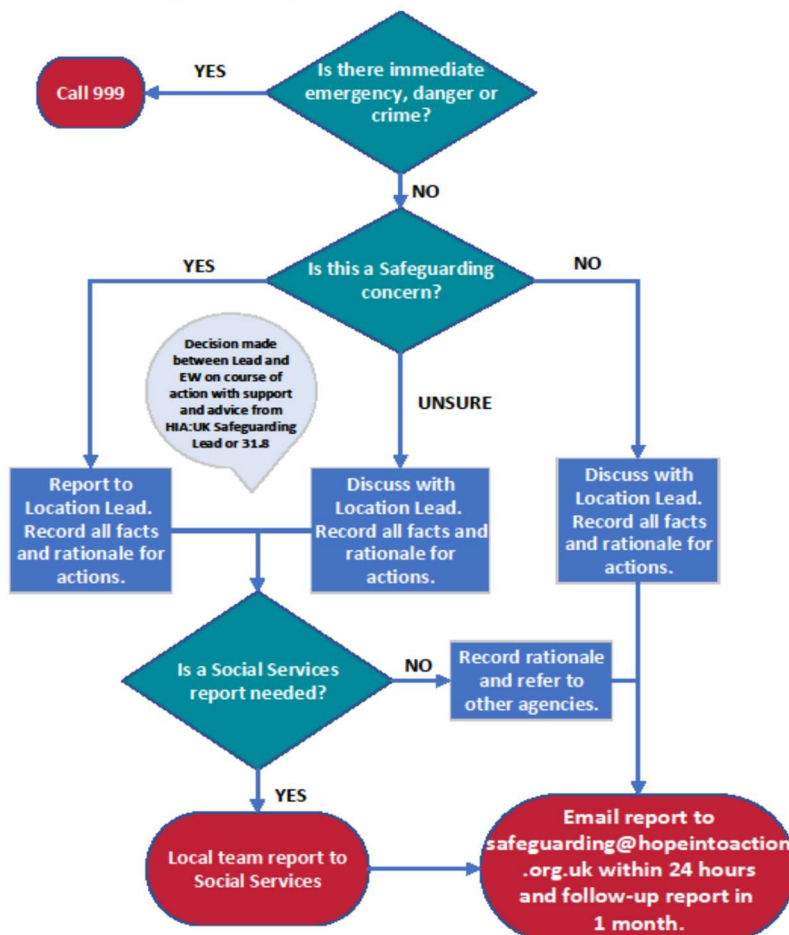 YES
Call 999
Is there immediate
emergency, danger or
crime?
NO
YES
Is this a Safeguarding
concern?
NO
Decision made
between Lead and
EW on course of
action with support
and advice from
HIA:UK Safeguarding
Lead or 31.8
UNSURE
Report to
Location Lead.
Record all facts
and rationale for
actions.
Discuss with
Location Lead.
Record all facts and
rationale for
actions.
Discuss with
Location Lead.
Record all facts
and rationale for
actions.
Is a Social Services
report needed?
NO
Record rationale
and refer to
other agencies.
YES
Local team report to
Social Services
Email report to
safeguarding@hopeintoaction
.org.uk within 24 hours
and follow-up report in
1 month.